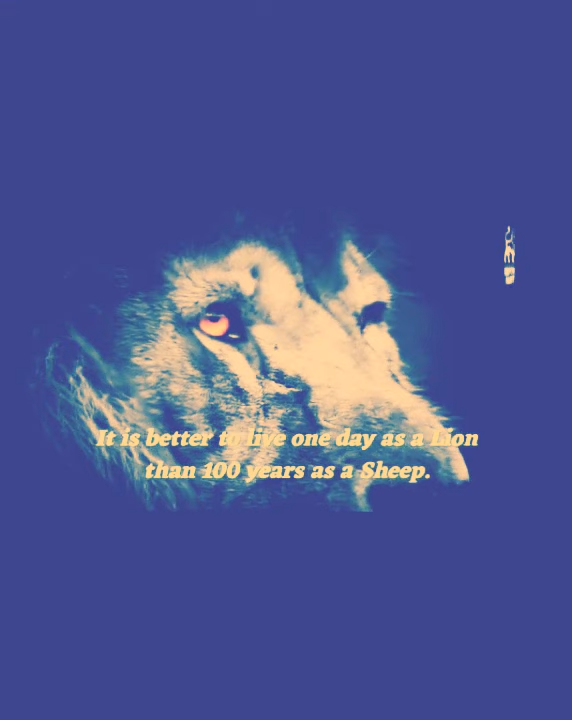 It is better to live one day as a Lion
than 100 years as a Sheep.